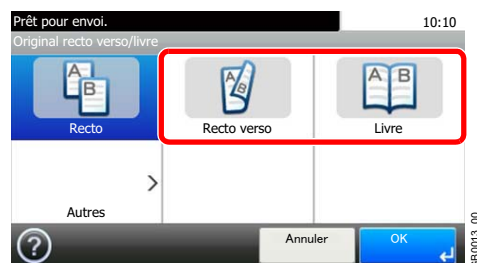 Prêt pour envoi. 10:10
Original recto verso/livre
A B A B A B
Recto Recto verso Livre
Autres
? Annuler OK